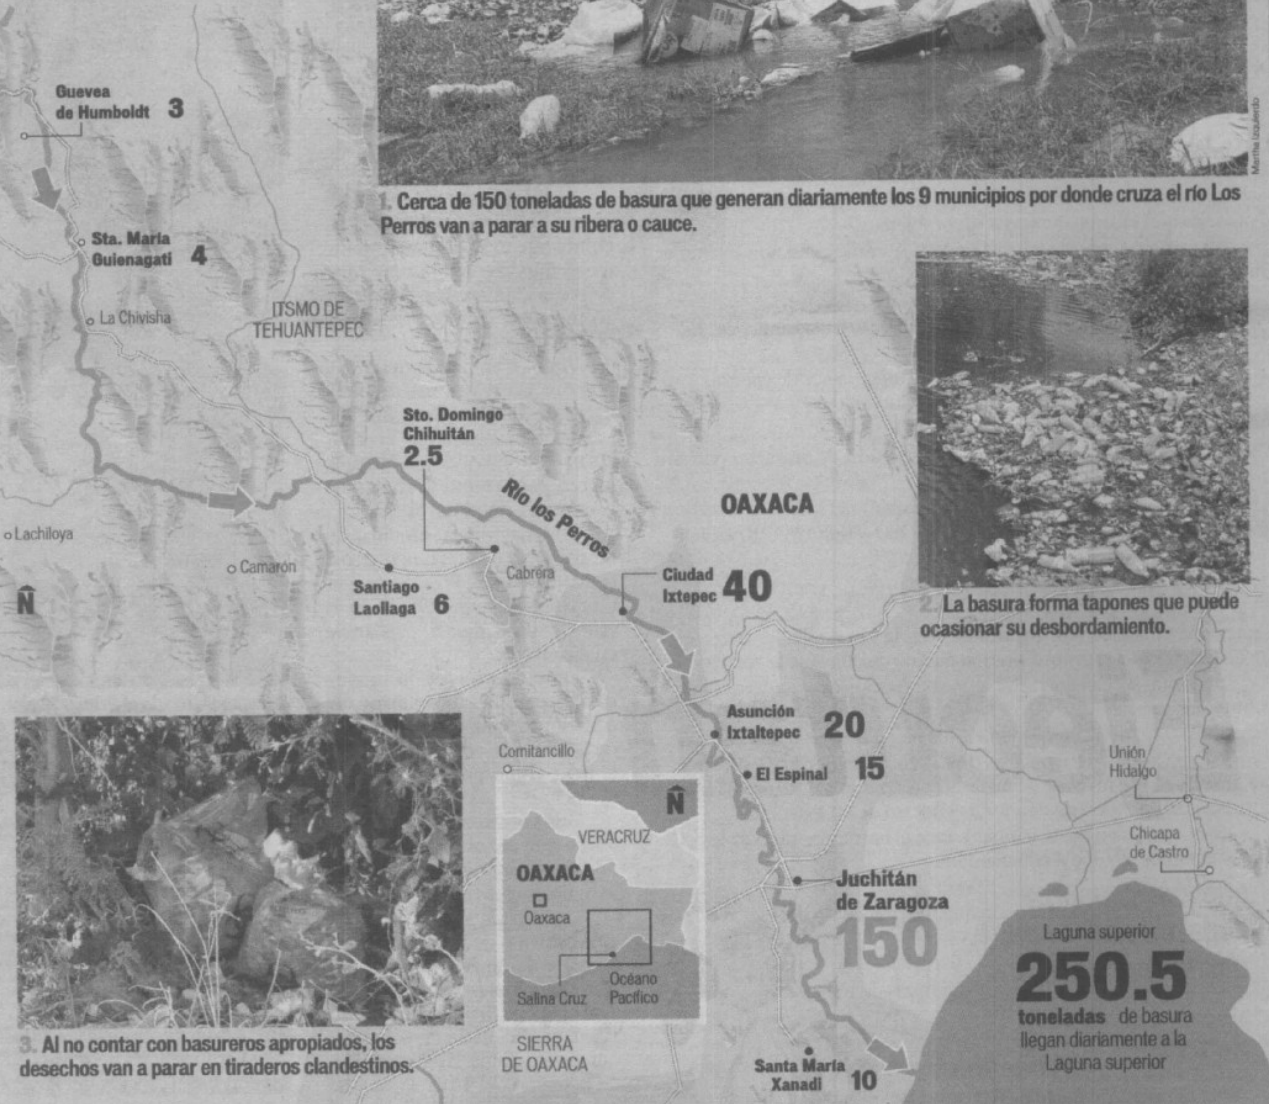 Martha Izquierdo
1. Cerca de 150 toneladas de basura que generan diariamente los 9 municipios por donde cruza el río Los
Perros van a parar a su ribera o cauce.
Guevea
de Humboldt 3
Sta. María
Guienagati 4
La Chivisha
ITSMO DE
TEHUANTEPEC
Sto. Domingo
Chihuitán
2.5
Río los Perros
OAXACA
Lachiloya
Camarón
N
Santiago
Laollaga 6
Cabrera
Ciudad
Ixtepec 40
2. La basura forma tapones que puede
ocasionar su desbordamiento.
Asunción
Ixtaltepec 20
El Espinal 15
Comitancillo
Unión
Hidalgo
Chicapa
de Castro
N
VERACRUZ
OAXACA
Oaxaca
Salina Cruz
Océano
Pacífico
SIERRA
DE OAXACA
Juchitán
de Zaragoza
150
Laguna superior
250.5
toneladas de basura
llegan diariamente a la
Laguna superior
3. Al no contar con basureros apropiados, los
desechos van a parar en tiraderos clandestinos.
Santa María
Xanadi 10